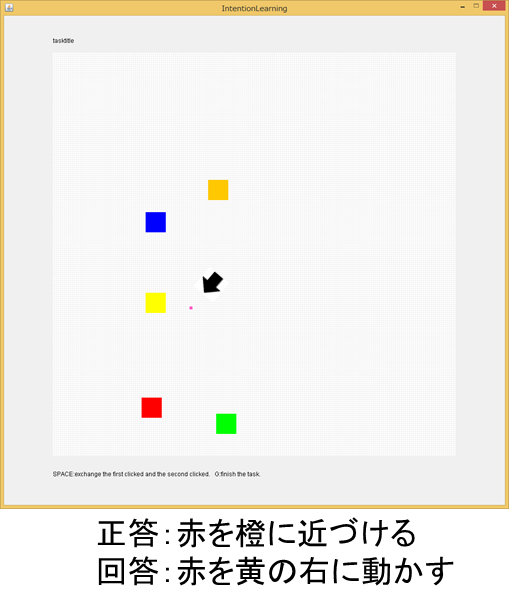 IntentionLearning
tasktitle
SPACE:exchange the first clicked and the second clicked. G:finish the task.
正答：赤を橙に近づける
回答：赤を黄の右に動かす